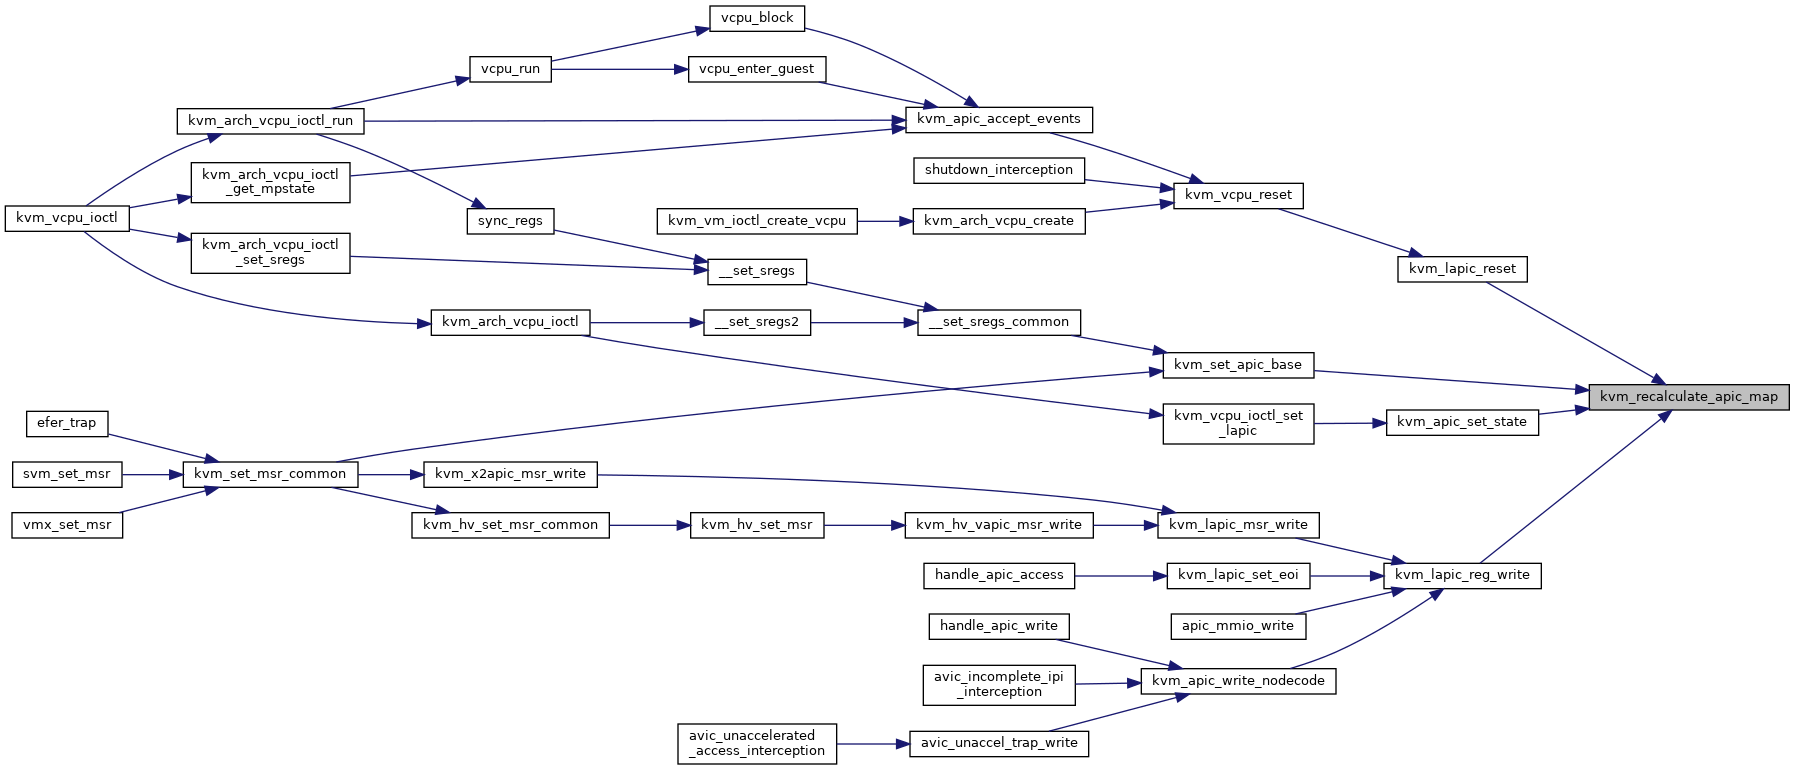 vcpu_block
vcpu_run
vcpu_enter_guest
kvm_arch_vcpu_ioctl_run
kvm_apic_accept_events
kvm_arch_vcpu_ioctl
_get_mpstate
shutdown_interception
kvm_vcpu_reset
kvm_vcpu_ioctl
sync_regs
kvm_vm_ioctl_create_vcpu
kvm_arch_vcpu_create
kvm_arch_vcpu_ioctl
_set_sregs
__set_sregs
kvm_lapic_reset
kvm_arch_vcpu_ioctl
__set_sregs2
__set_sregs_common
kvm_set_apic_base
kvm_recalculate_apic_map
efer_trap
kvm_vcpu_ioctl_set
_lapic
kvm_apic_set_state
svm_set_msr
kvm_set_msr_common
kvm_x2apic_msr_write
vmx_set_msr
kvm_hv_set_msr_common
kvm_hv_set_msr
kvm_hv_vapic_msr_write
kvm_lapic_msr_write
handle_apic_access
kvm_lapic_set_eoi
kvm_lapic_reg_write
handle_apic_write
apic_mmio_write
avic_incomplete_ipi
_interception
kvm_apic_write_nodecode
avic_unaccelerated
_access_interception
avic_unaccel_trap_write